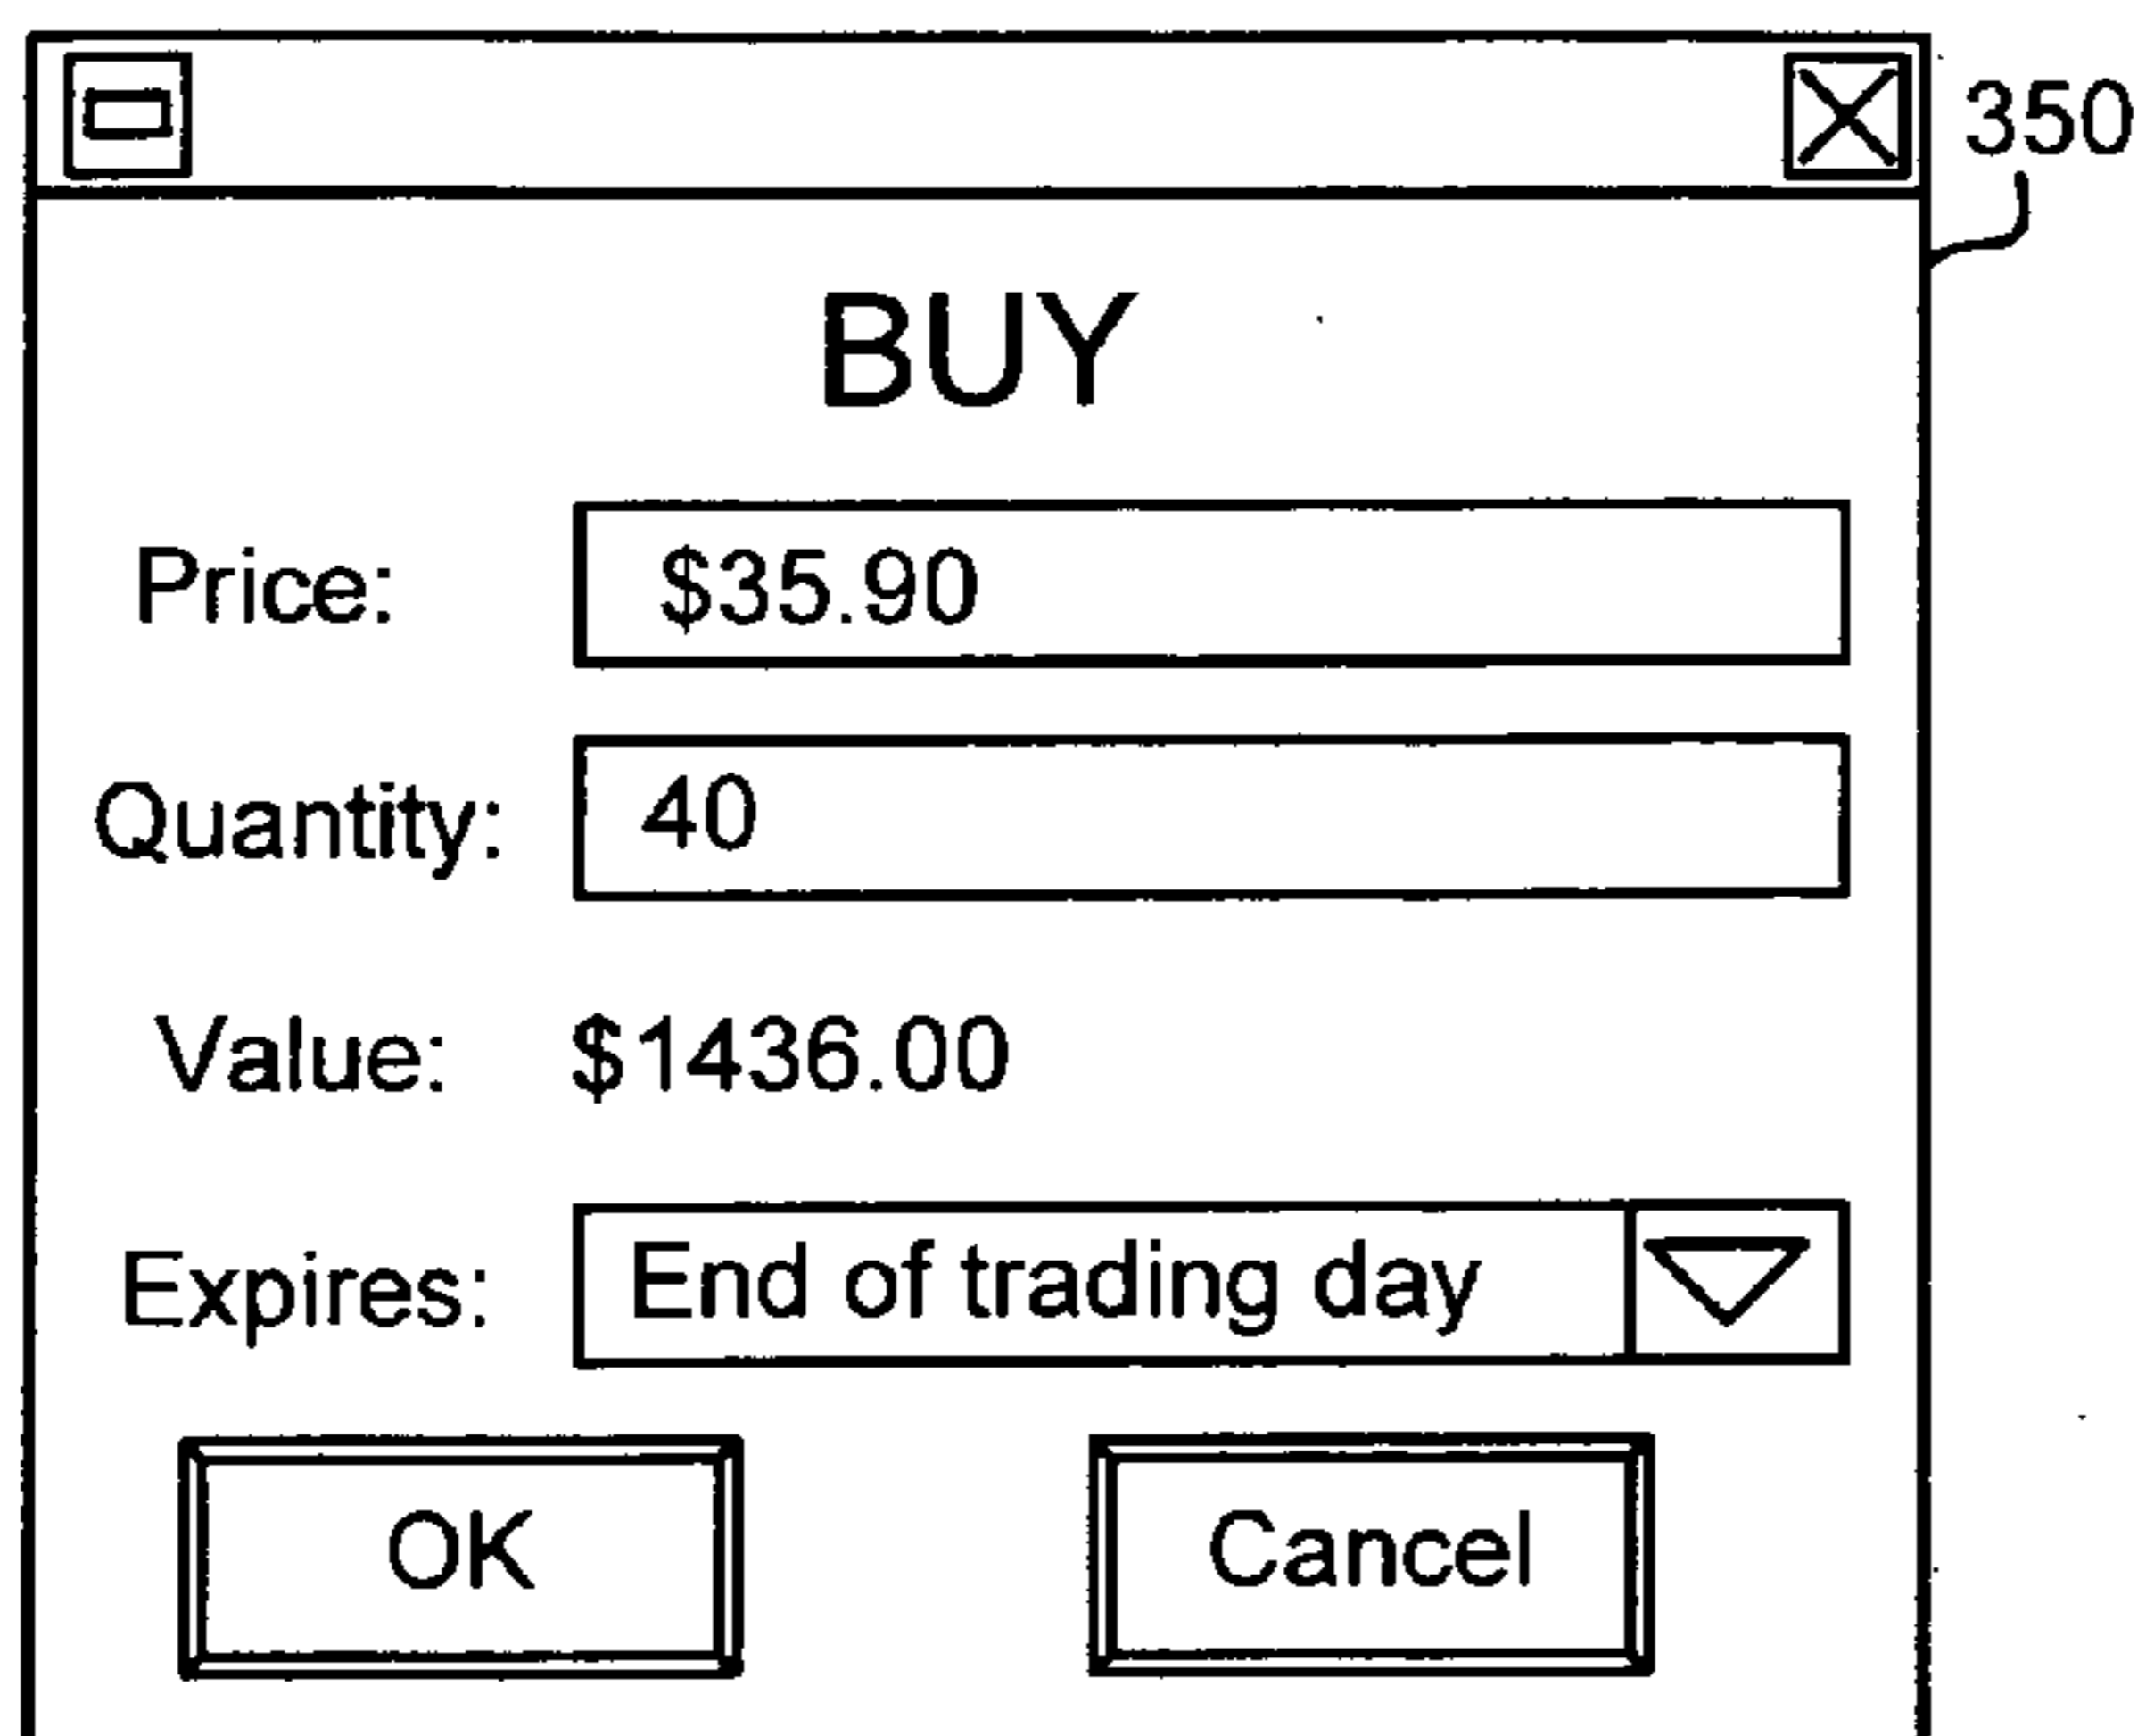 350
BUY
Price: $35.90
Quantity: 40
Value: $1436.00
Expires: End of trading day
OK Cancel